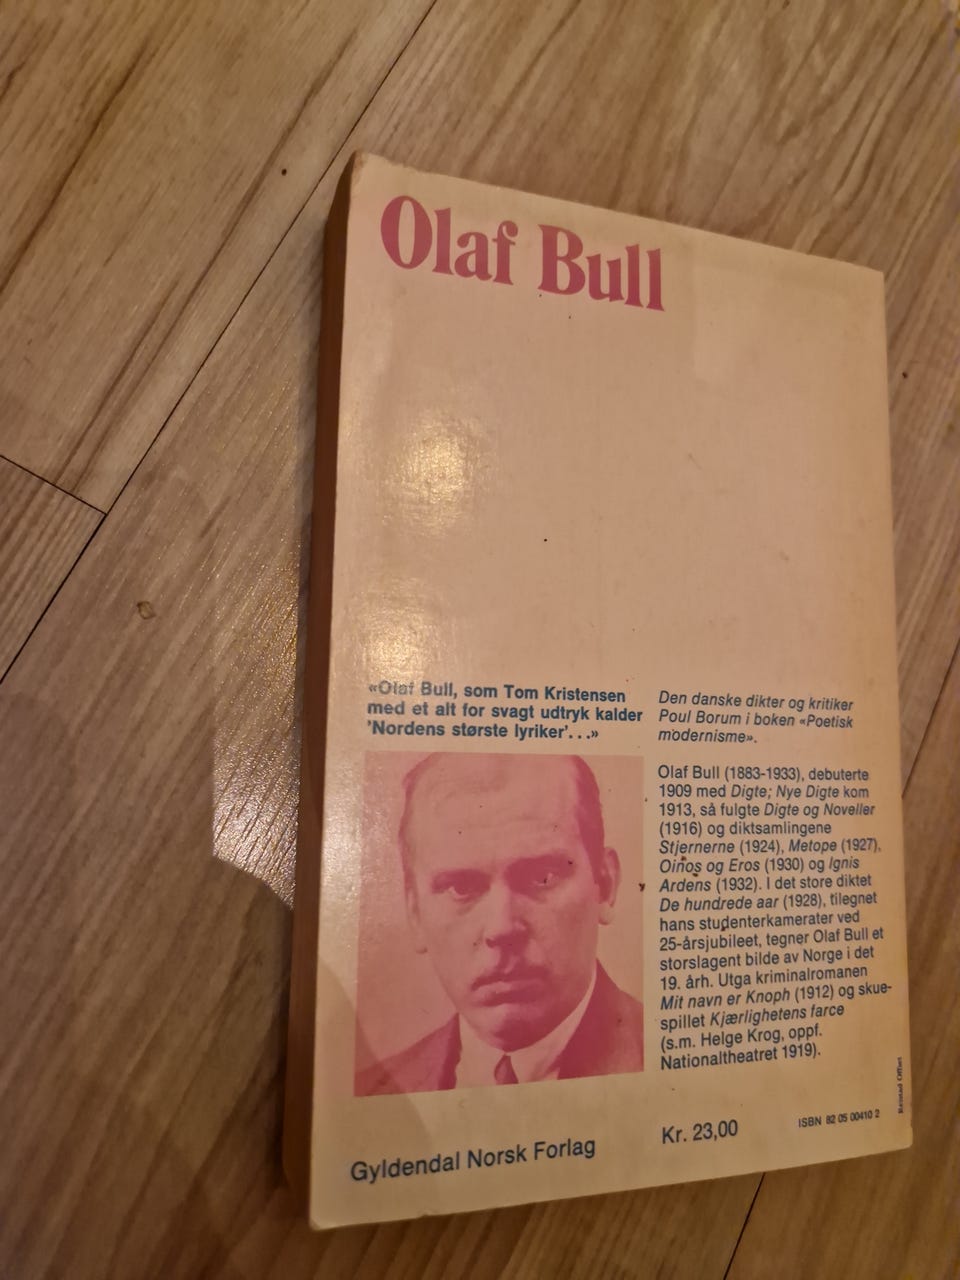 Olaf Bull
«Olaf Bull, som Tom Kristensen
med et alt for svagt udtryk kalder
'Nordens største lyriker'. . .»
Den danske dikter og kritiker
Poul Borum i boken «Poetisk
modernisme».
Olaf Bull (1883-1933), debuterte
1909 med Digte; Nye Digte kom
1913, så fulgte Digte og Noveller
(1916) og diktsamlingene
Stjernerne (1924), Metope (1927),
Oinos og Eros (1930) og Ignis
Ardens (1932). I det store diktet
De hundrede aar (1928), tilegnet
hans studenterkamerater ved
25-årsjubileet, tegner Olaf Bull et
storslagent bilde av Norge i det
19. årh. Utga kriminalromanen
Mit navn er Knoph (1912) og skue-
spillet Kjærlighetens farce
(s.m. Helge Krog, oppf.
Nationaltheatret 1919).
Gyldendal Norsk Forlag
Kr. 23,00
ISBN 82 05 00410 2
Reistad Offset